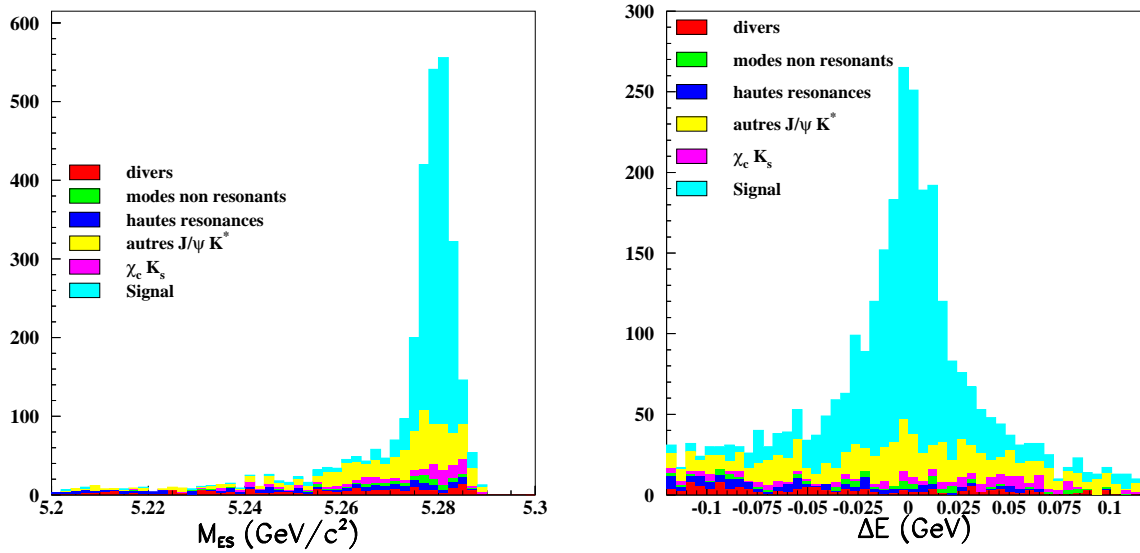 600
500
400
300
200
100
0
divers
modes non resonants
hautes resonances
autres J/ψ K*
χc Ks
Signal
5.2 5.22 5.24 5.26 5.28 5.3
MES (GeV/c²)
300
250
200
150
100
50
0
divers
modes non resonants
hautes resonances
autres J/ψ K*
χc Ks
Signal
-0.1 -0.075 -0.05 -0.025 0 0.025 0.05 0.075 0.1
ΔE (GeV)